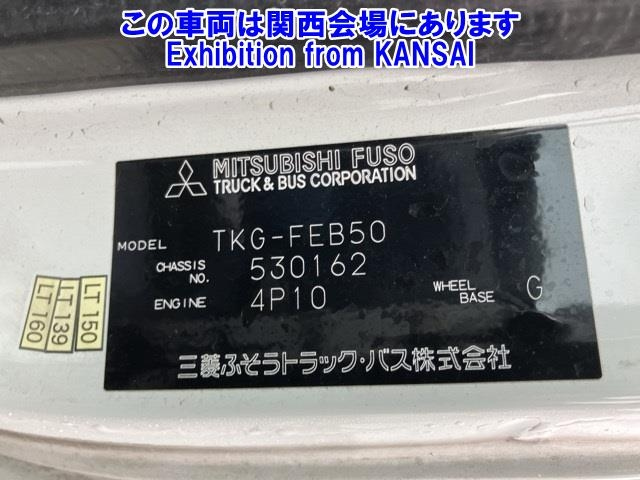 この車両は関西会場にあります
Exhibition from KANSAI
MITSUBISHI FUSO
TRUCK & BUS CORPORATION
MODEL TKG-FEB50
CHASSIS NO. 530162
ENGINE 4P10 WHEEL BASE G
三菱ふそうトラック・バス株式会社
LT 150
LT 139
LT 160